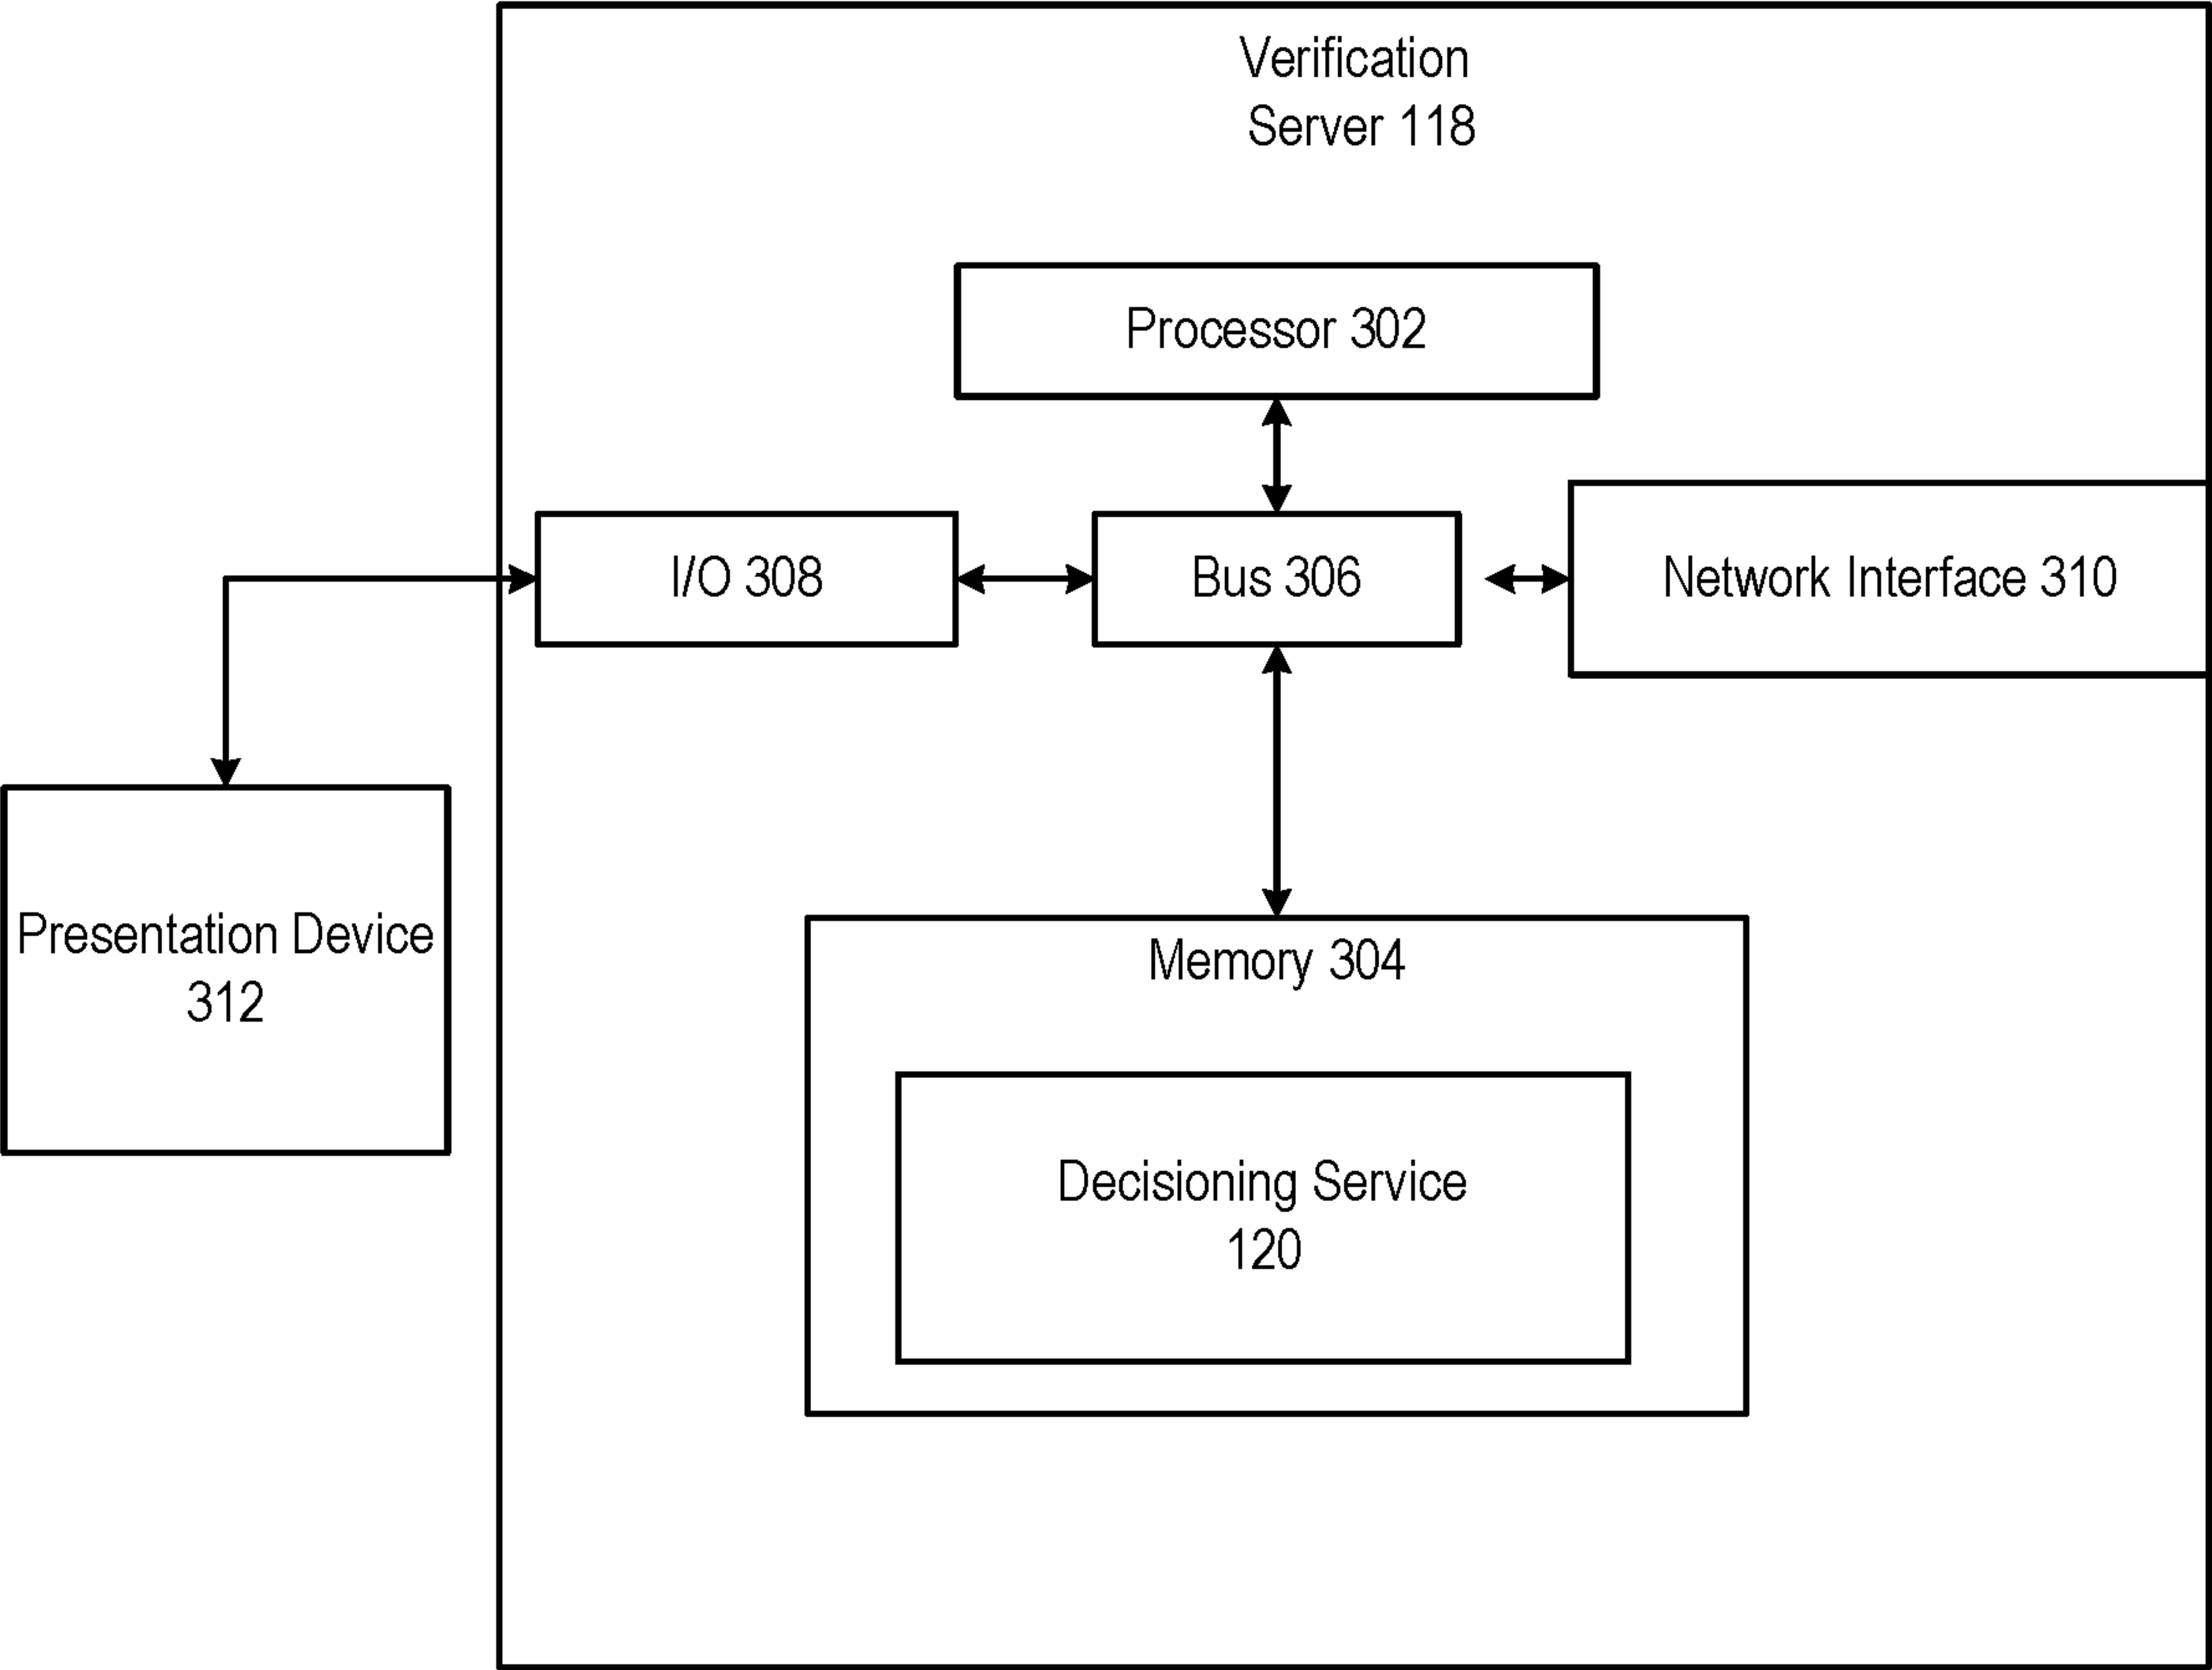 Verification
Server 118
Processor 302
I/O 308
Bus 306
Network Interface 310
Presentation Device
312
Memory 304
Decisioning Service
120